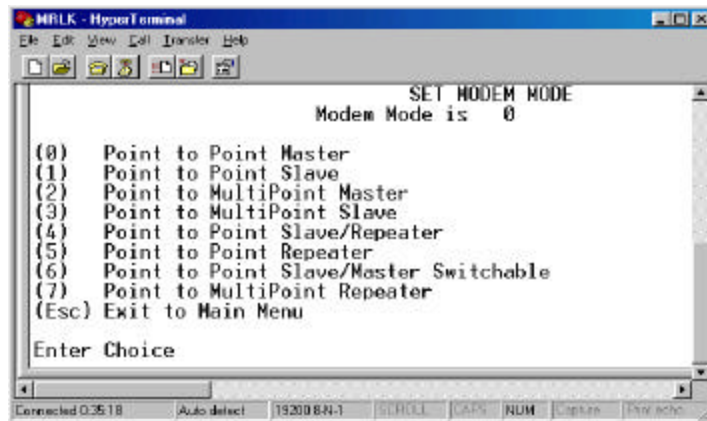 MRLK - HyperTerminal
File Edit View Call Transfer Help
SET MODEM MODE
Modem Mode is 0
(0) Point to Point Master
(1) Point to Point Slave
(2) Point to MultiPoint Master
(3) Point to MultiPoint Slave
(4) Point to Point Slave/Repeater
(5) Point to Point Repeater
(6) Point to Point Slave/Master Switchable
(7) Point to MultiPoint Repeater
(Esc) Exit to Main Menu
Enter Choice
Connected 0:35:18 Auto detect 19200 8-N-1 SCROLL CAPS NUM Capture Print echo